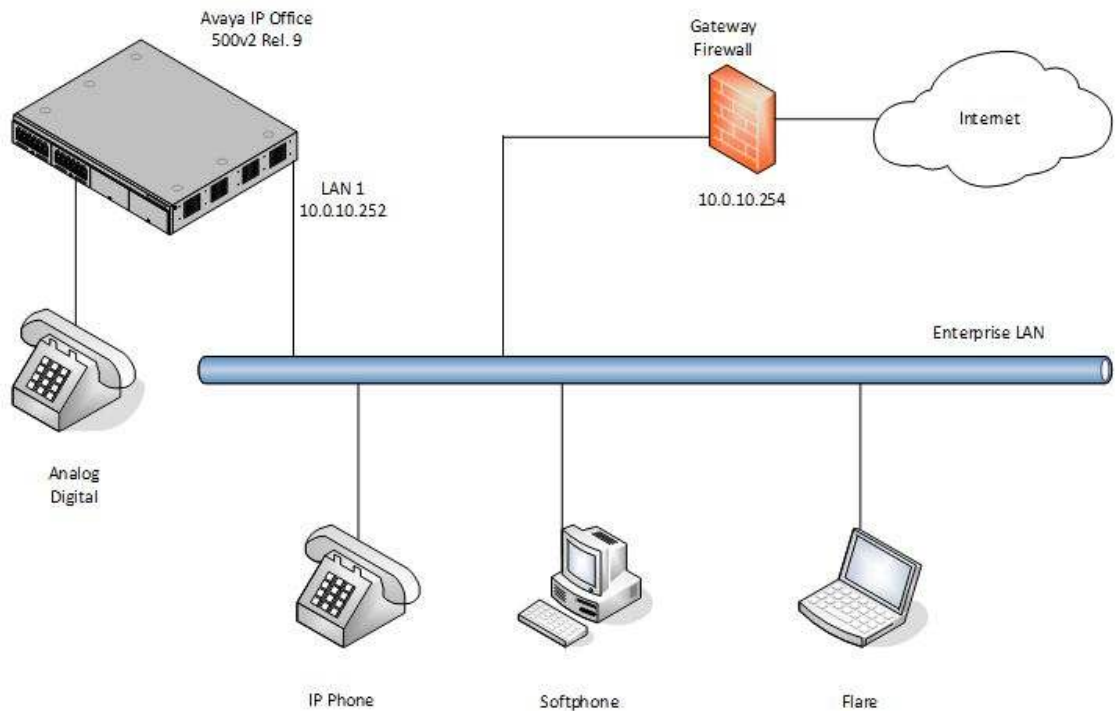 Avaya IP Office
500v2 Rel. 9
Gateway
Firewall
Internet
LAN 1
10.0.10.252
10.0.10.254
Enterprise LAN
Analog
Digital
IP Phone
Softphone
Flare